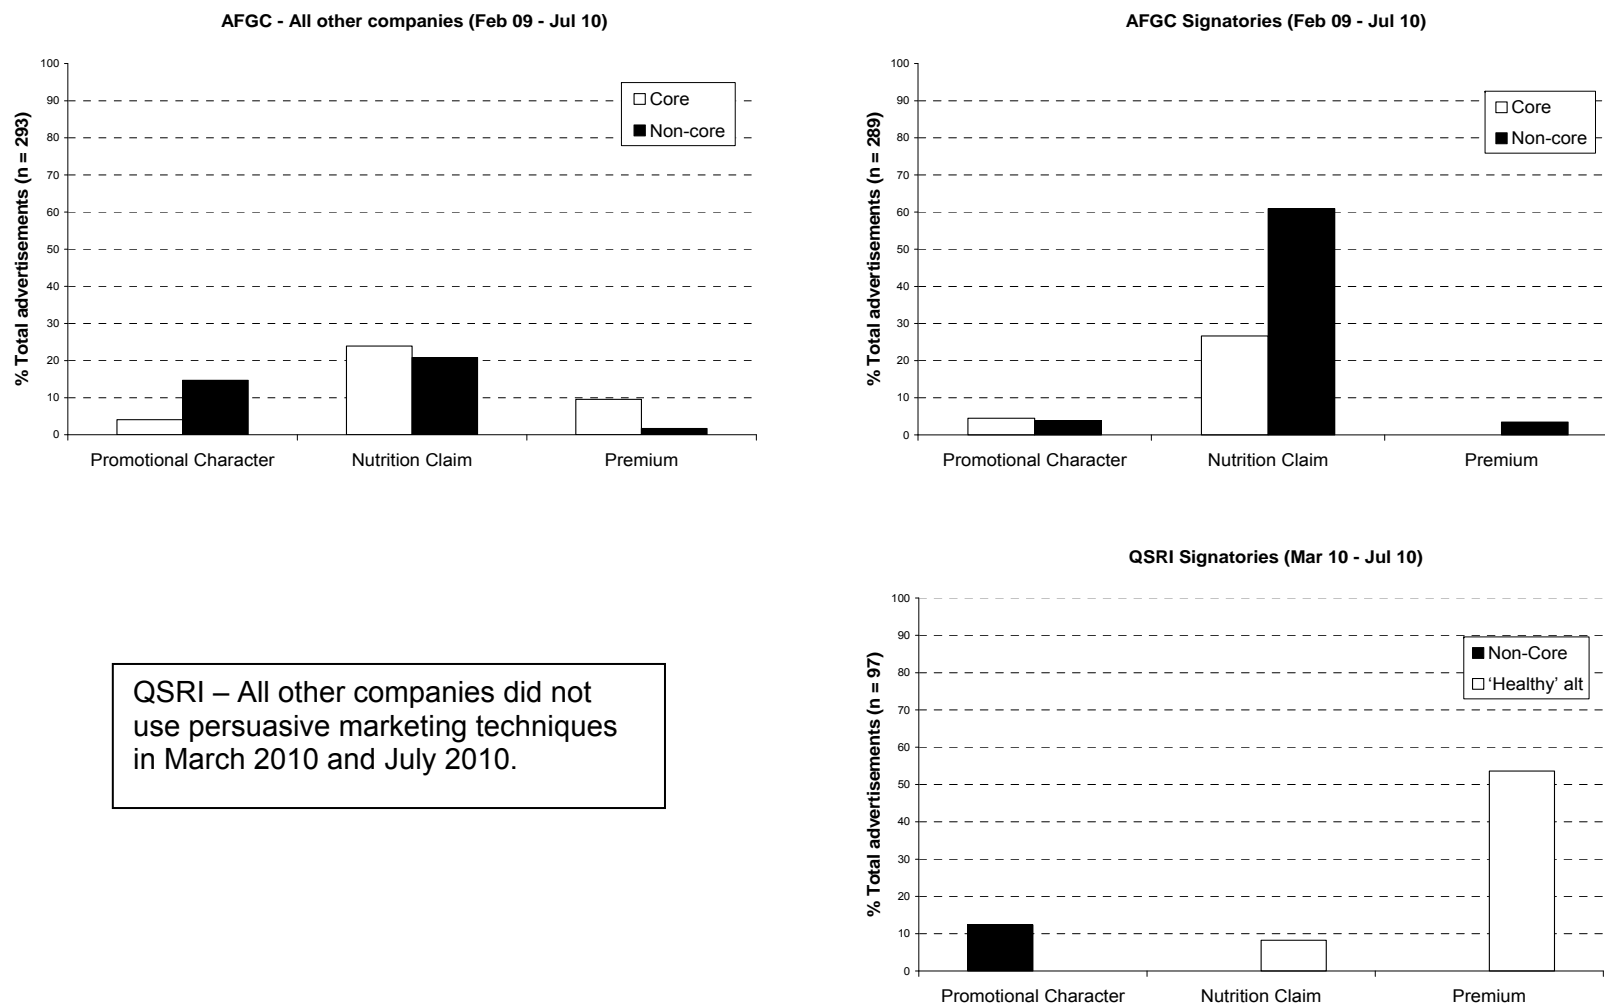 AFGC - All other companies (Feb 09 - Jul 10)
% Total advertisements (n = 293)
100
90
80
70
60
50
40
30
20
10
0
Core
Non-core
Promotional Character
Nutrition Claim
Premium
AFGC Signatories (Feb 09 - Jul 10)
% Total advertisements (n = 289)
100
90
80
70
60
50
40
30
20
10
0
Core
Non-core
Promotional Character
Nutrition Claim
Premium
QSRI – All other companies did not
use persuasive marketing techniques
in March 2010 and July 2010.
QSRI Signatories (Mar 10 - Jul 10)
% Total advertisements (n = 97)
100
90
80
70
60
50
40
30
20
10
0
Non-Core
‘Healthy’ alt
Promotional Character
Nutrition Claim
Premium